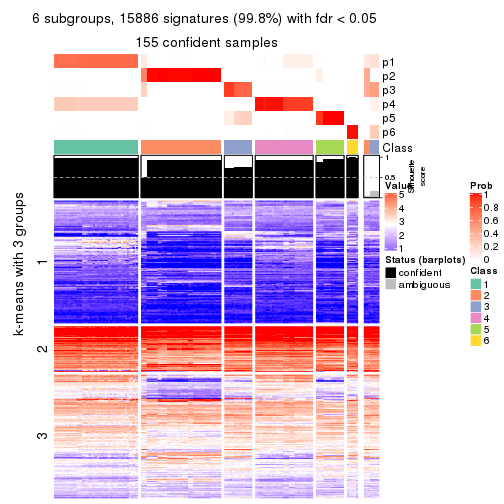 6 subgroups, 15886 signatures (99.8%) with fdr < 0.05
155 confident samples
p1
p2
p3
p4
p5
p6
Class
1
0.5
0
Silhouette
score
k-means with 3 groups
1
2
3
Value
5
4
3
2
1
Status (barplots)
confident
ambiguous
Prob
1
0.8
0.6
0.4
0.2
0
Class
1
2
3
4
5
6